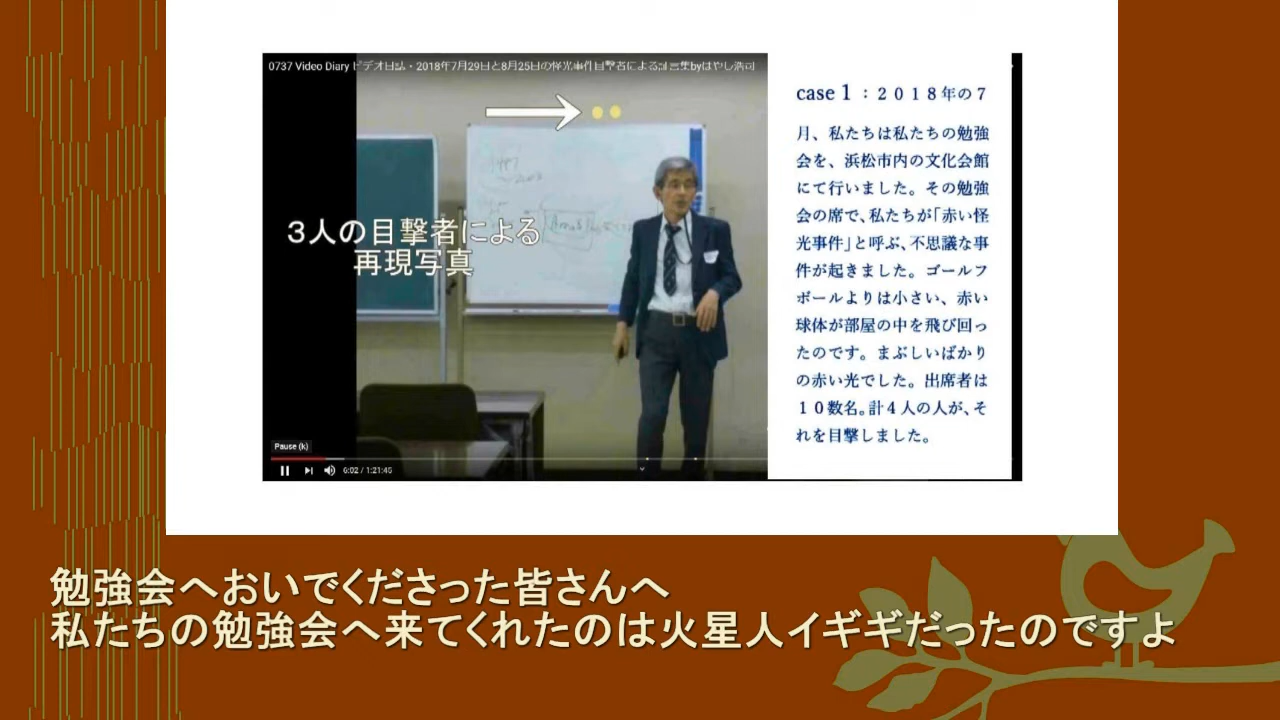 0737 Video Diary ビデオ日誌・2018年7月29日と8月25日の怪光事件目撃者による証言集byはやし浩司
3人の目撃者による
再現写真
Pause (k)
6:02 / 1:21:45
case 1：２０１８年の７
月、私たちは私たちの勉強
会を、浜松市内の文化会館
にて行いました。その勉強
会の席で、私たちが「赤い怪
光事件」と呼ぶ、不思議な事
件が起きました。ゴールフ
ボールよりは小さい、赤い
球体が部屋の中を飛び回っ
たのです。まぶしいばかり
の赤い光でした。出席者は
１０数名。計４人の人が、そ
れを目撃しました。
勉強会へおいでくださった皆さんへ
私たちの勉強会へ来てくれたのは火星人イギギだったのですよ